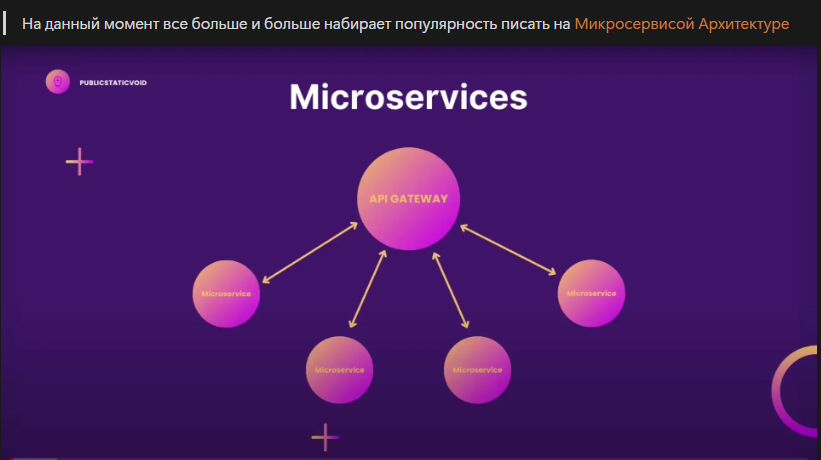 На данный момент все больше и больше набирает популярность писать на Микросервисой Архитектуре
PUBLICSTATICVOID
Microservices
API GATEWAY
Microservice
Microservice
Microservice
Microservice